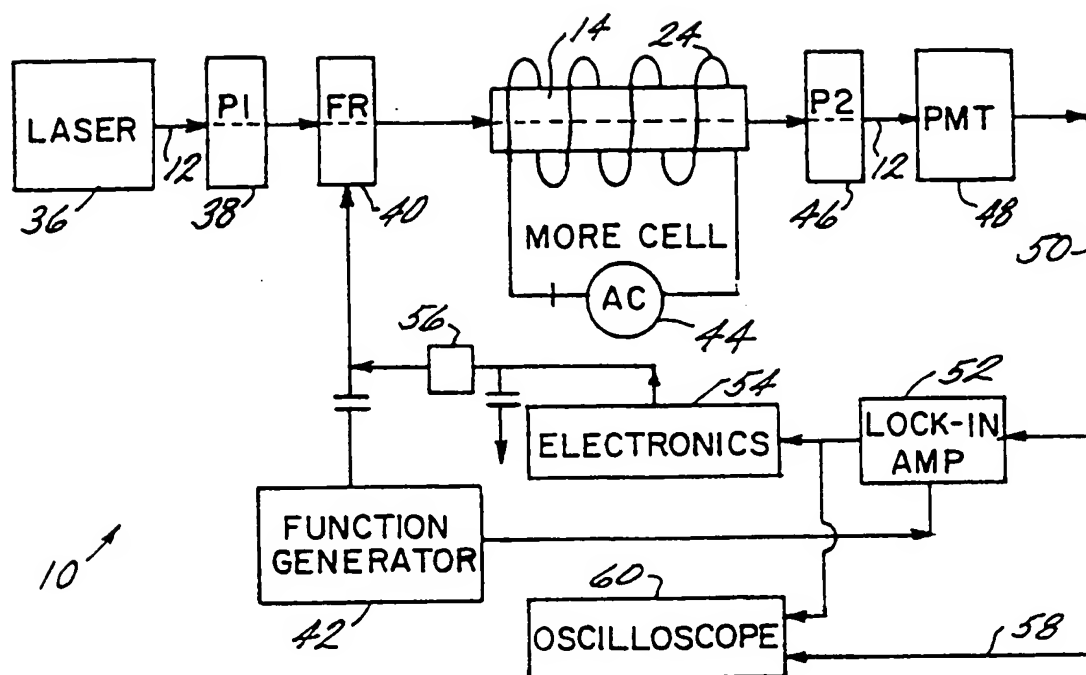 14
24
LASER
P1
FR
P2
PMT
12
12
36
38
40
46
48
MORE CELL
50
AC
44
56
54
52
ELECTRONICS
LOCK-IN
AMP
FUNCTION
GENERATOR
10
42
60
OSCILLOSCOPE
58